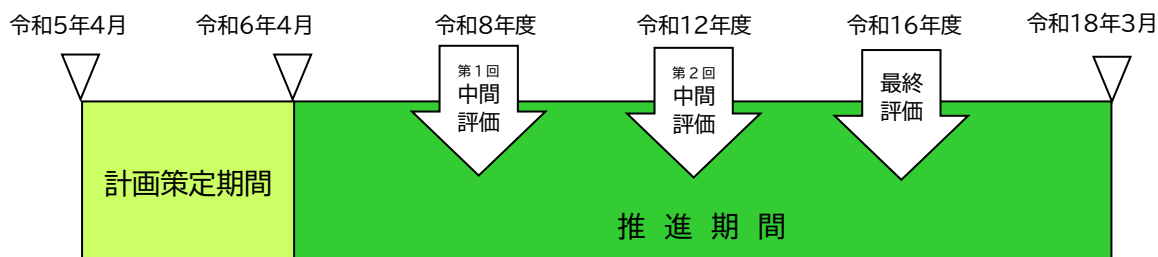 令和5年4月 令和6年4月 令和8年度 令和12年度 令和16年度 令和18年3月
第1回
中間
評価
第2回
中間
評価
最終
評価
計画策定期間
推進期間